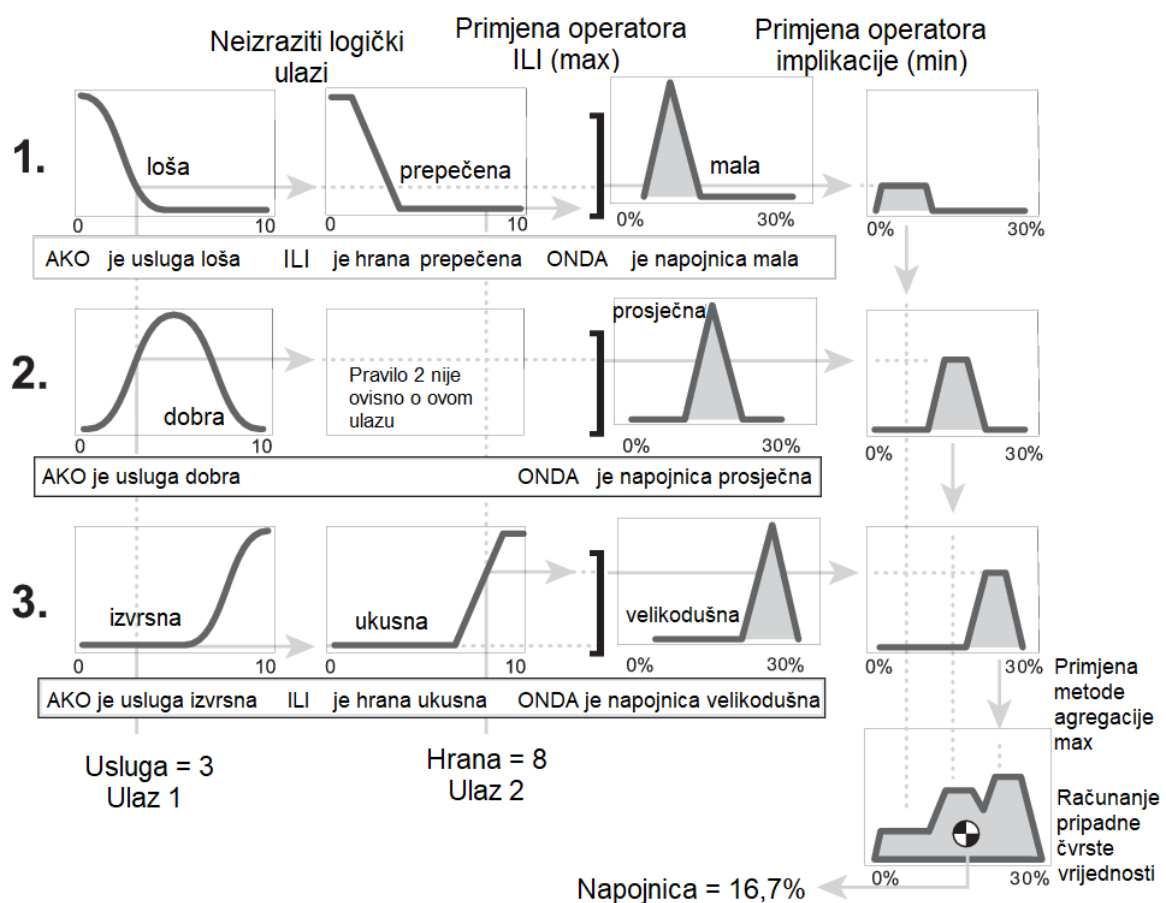 Neizraziti logički
ulazi
Primjena operatora
ILI (max)
Primjena operatora
implikacije (min)
1.
loša
0
10
prepečena
0
10
mala
0%
30%
0%
30%
AKO je usluga loša ILI je hrana prepečena ONDA je napojnica mala
2.
dobra
0
10
Pravilo 2 nije
ovisno o ovom
ulazu
prosječna
0%
30%
0%
30%
AKO je usluga dobra ONDA je napojnica prosječna
3.
izvrsna
0
10
ukusna
0
10
velikodušna
0%
30%
0%
30%
AKO je usluga izvrsna ILI je hrana ukusna ONDA je napojnica velikodušna
Primjena
metode
agregacije
max
Usluga = 3
Ulaz 1
Hrana = 8
Ulaz 2
Računanje
pripadne
čvrste
vrijednosti
0%
30%
Napojnica = 16,7%